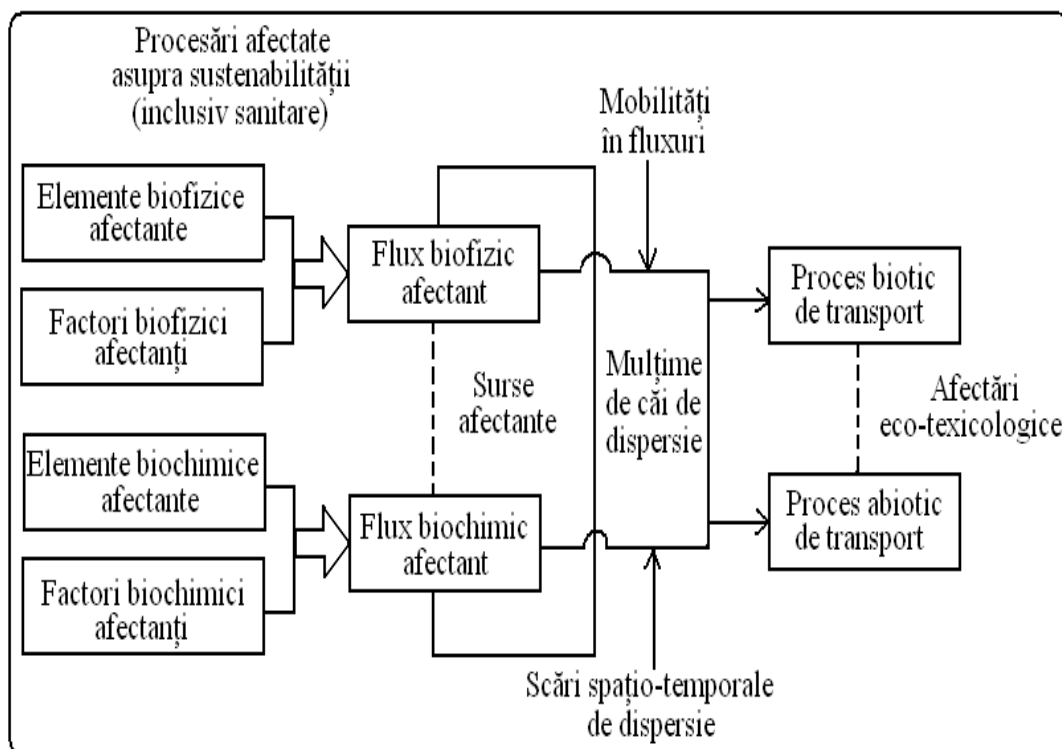 Procesări afectate
asupra sustenabilității
(inclusiv sanitare)
Mobilități
în fluxuri
Elemente biofizice
afectante
Factori biofizici
afectanți
Flux biofizic
afectant
Proces biotic
de transport
Surse
afectante
Mulțime
de căi de
dispersie
Afectări
eco-texicologice
Elemente biochimice
afectante
Factori biochimici
afectanți
Flux biochimic
afectant
Proces abiotic
de transport
Scări spațio-temporale
de dispersie